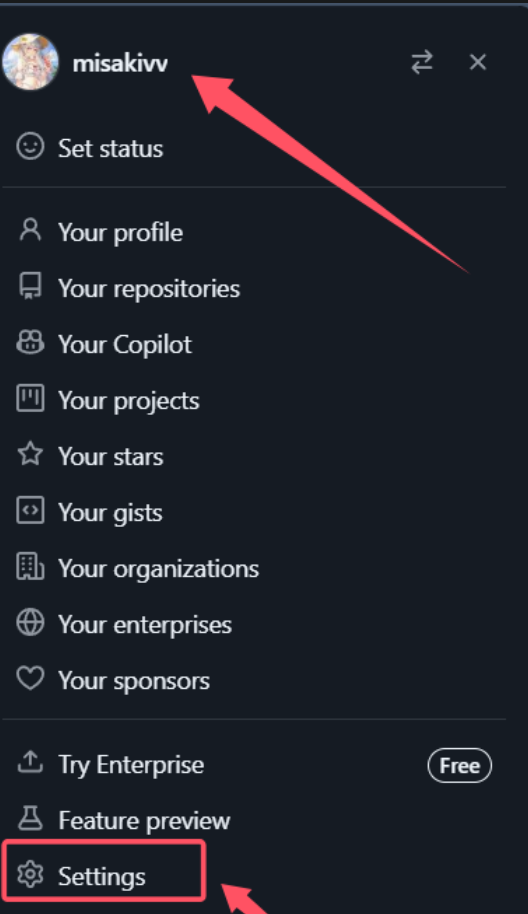 misakivv
Set status
Your profile
Your repositories
Your Copilot
Your projects
Your stars
Your gists
Your organizations
Your enterprises
Your sponsors
Try Enterprise Free
Feature preview
Settings